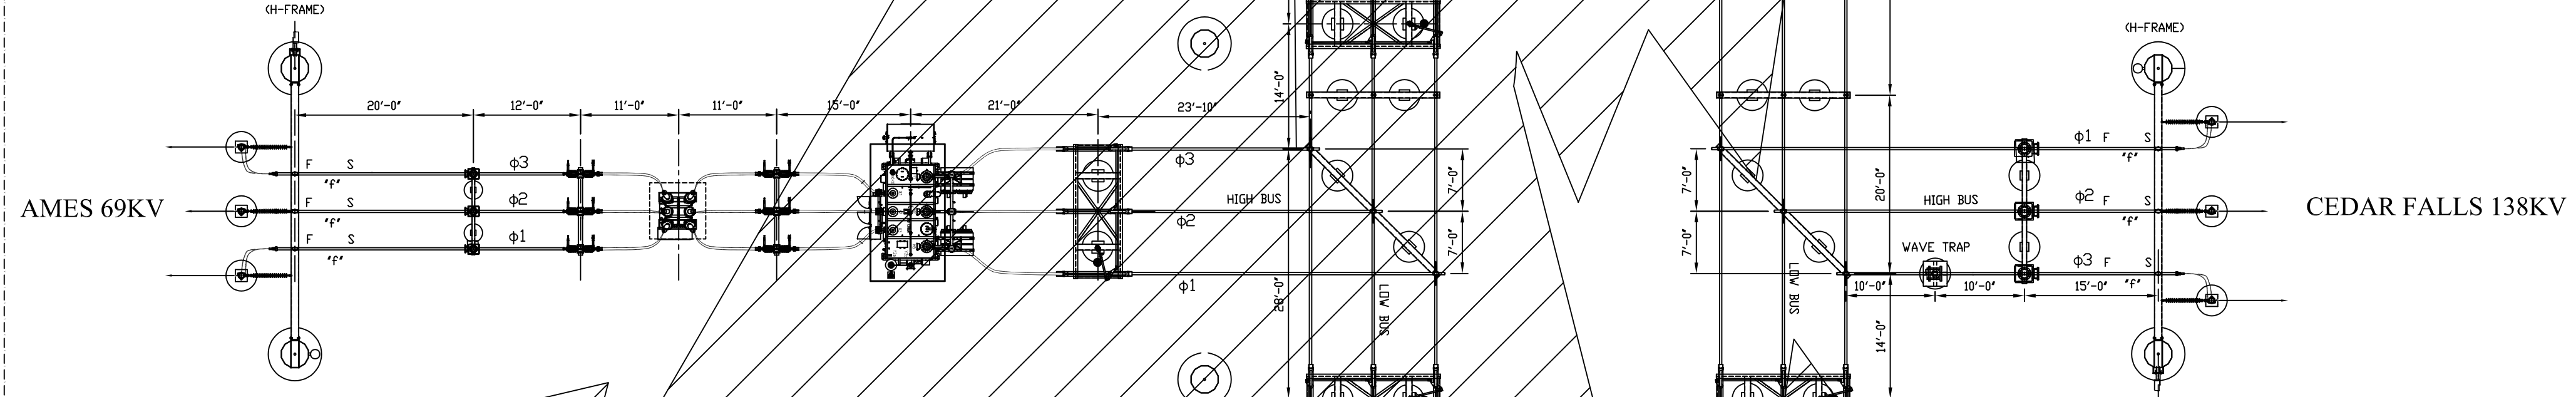 (H-FRAME)
(H-FRAME)
20'-0"
12'-0"
11'-0"
11'-0"
15'-0"
21'-0"
23'-10"
14'-0"
F S
"f"
F S
"f"
F S
"f"
ϕ3
ϕ2
ϕ1
AMES 69KV
ϕ3
HIGH BUS
ϕ2
ϕ1
28'-0"
LOW BUS
7'-0"
7'-0"
7'-0"
7'-0"
LOW BUS
20'-0"
14'-0"
HIGH BUS
WAVE TRAP
10'-0"
10'-0"
15'-0"
ϕ1 F S
"f"
ϕ2 F S
"f"
ϕ3 F S
"f"
CEDAR FALLS 138KV